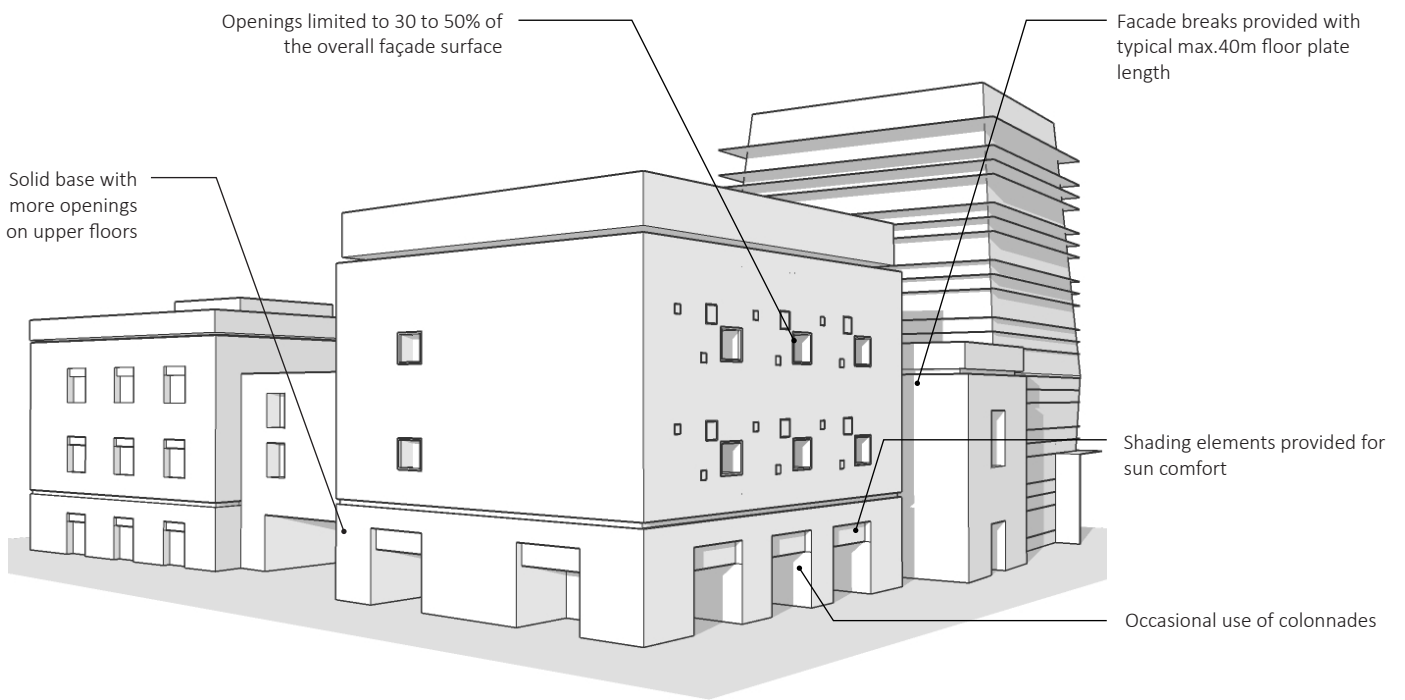 Openings limited to 30 to 50% of
the overall façade surface
Facade breaks provided with
typical max.40m floor plate
length
Solid base with
more openings
on upper floors
Shading elements provided for
sun comfort
Occasional use of colonnades